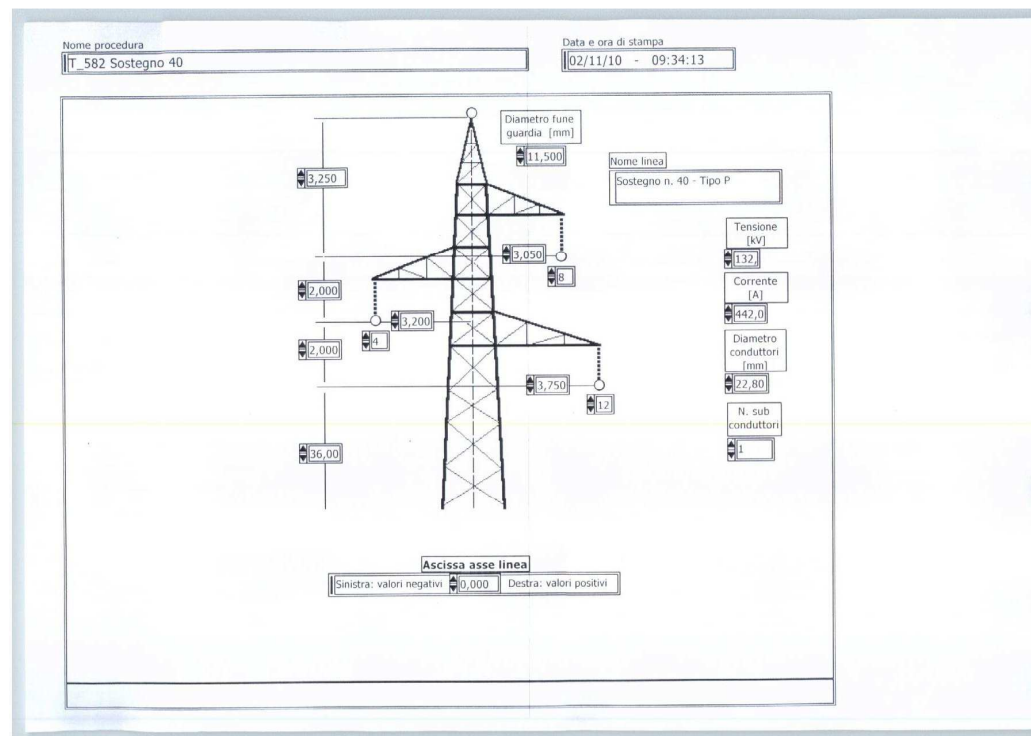 Nome procedura
T_582 Sostegno 40
Data e ora di stampa
02/11/10 - 09:34:13
Diametro fune
guardia [mm]
11,500
Nome linea
Sostegno n. 40 - Tipo P
3,250
3,050
8
2,000
3,200
4
2,000
3,750
12
36,00
Tensione
[kV]
132,
Corrente
[A]
442,0
Diametro
conduttori
[mm]
22,80
N. sub
conduttori
1
Ascissa asse linea
Sinistra: valori negativi 0,000 Destra: valori positivi